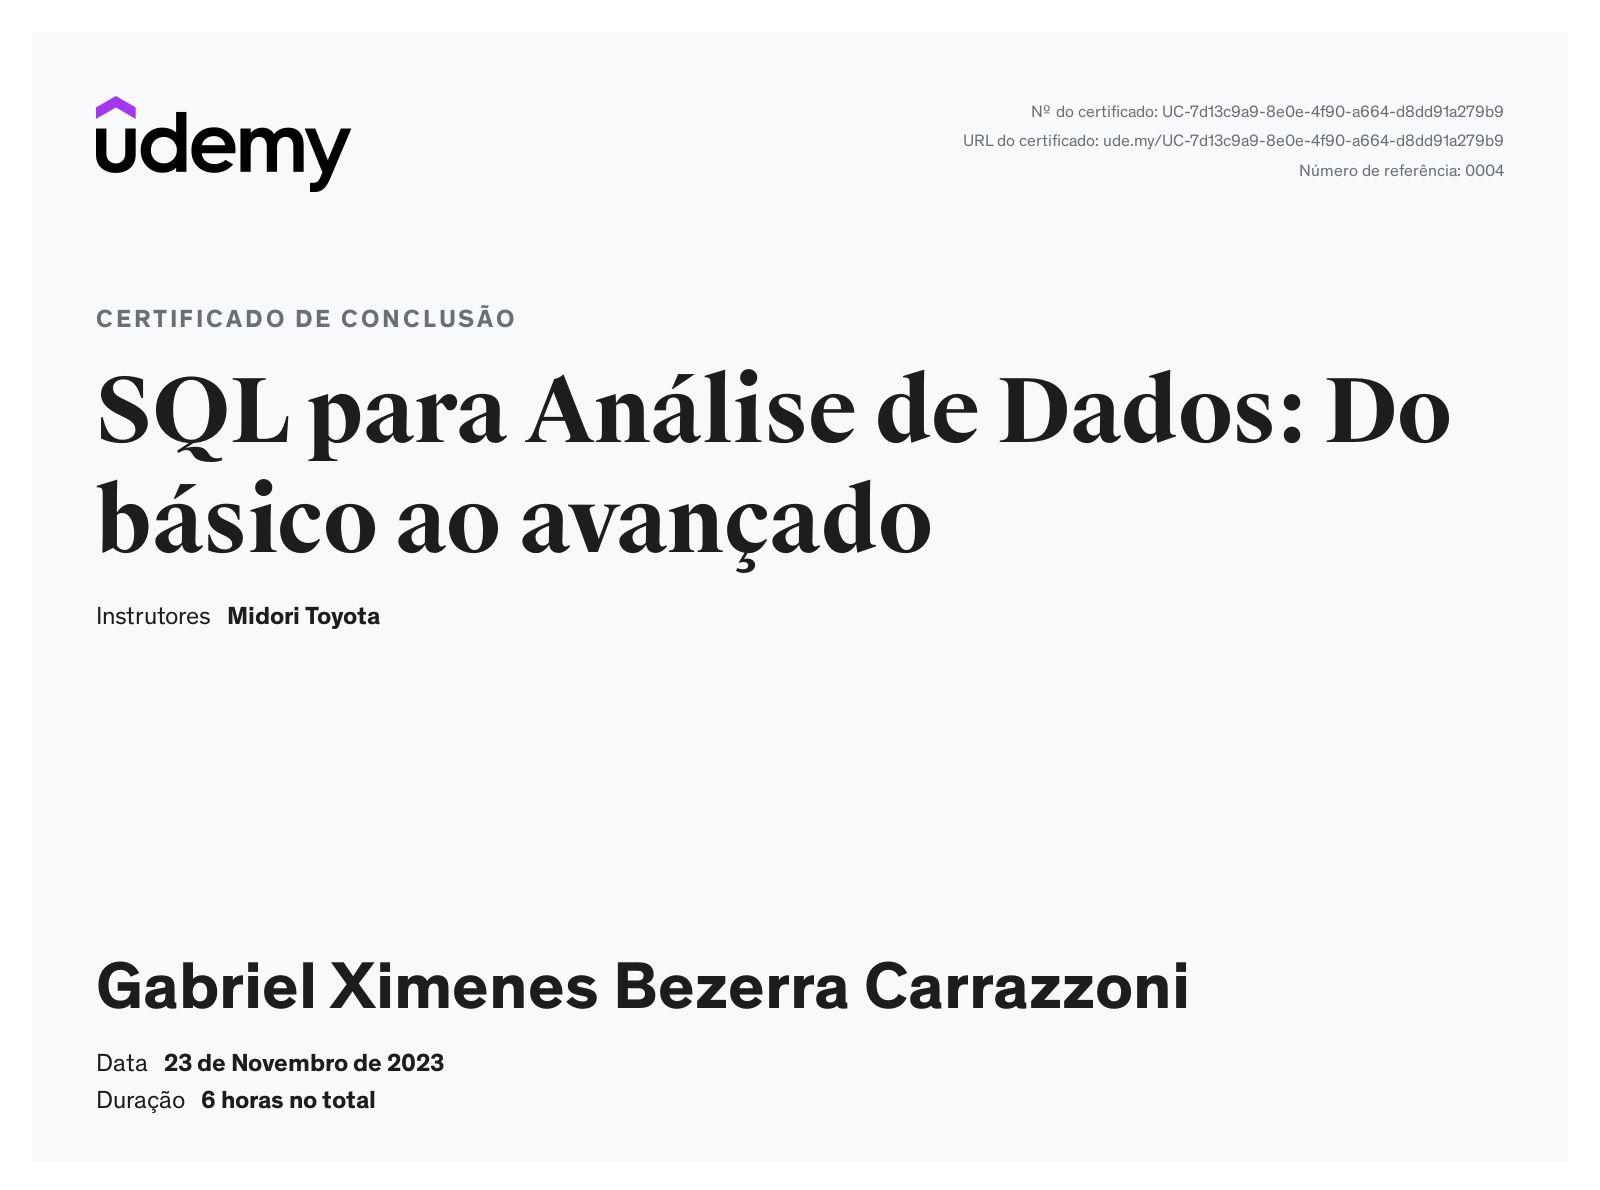 udemy
Nº do certificado: UC-7d13c9a9-8e0e-4f90-a664-d8dd91a279b9
URL do certificado: ude.my/UC-7d13c9a9-8e0e-4f90-a664-d8dd91a279b9
Número de referência: 0004
CERTIFICADO DE CONCLUSÃO
SQL para Análise de Dados: Do
básico ao avançado
Instrutores Midori Toyota
Gabriel Ximenes Bezerra Carrazzoni
Data 23 de Novembro de 2023
Duração 6 horas no total